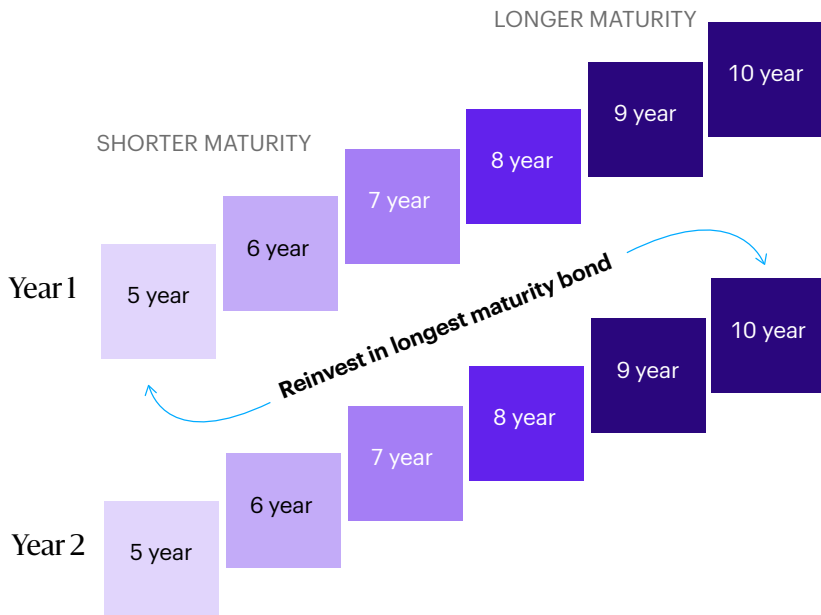 LONGER MATURITY
10 year
9 year
SHORTER MATURITY
8 year
7 year
6 year
Year 1
5 year
Reinvest in longest maturity bond
10 year
9 year
8 year
7 year
6 year
Year 2
5 year